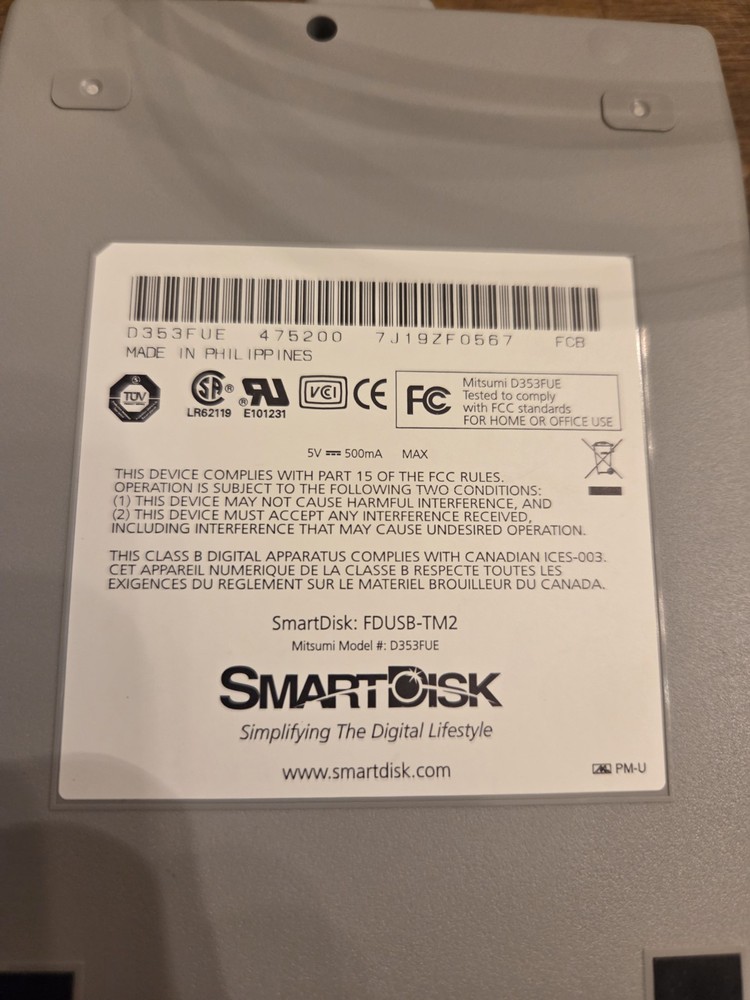 D353FUE 475200 7J19ZF0567 FCB
MADE IN PHILIPPINES
TÜV
SA ® ® RU VCI CE FC
LR62119 E101231
Mitsumi D353FUE
Tested to comply
with FCC standards
FOR HOME OR OFFICE USE
5V 500mA MAX
THIS DEVICE COMPLIES WITH PART 15 OF THE FCC RULES.
OPERATION IS SUBJECT TO THE FOLLOWING TWO CONDITIONS:
(1) THIS DEVICE MAY NOT CAUSE HARMFUL INTERFERENCE, AND
(2) THIS DEVICE MUST ACCEPT ANY INTERFERENCE RECEIVED,
INCLUDING INTERFERENCE THAT MAY CAUSE UNDESIRED OPERATION.
THIS CLASS B DIGITAL APPARATUS COMPLIES WITH CANADIAN ICES-003.
CET APPAREIL NUMERIQUE DE LA CLASSE B RESPECTE TOUTES LES
EXIGENCES DU REGLEMENT SUR LE MATERIEL BROUILLEUR DU CANADA.
SmartDisk: FDUSB-TM2
Mitsumi Model #: D353FUE
SMARTDISK
Simplifying The Digital Lifestyle
www.smartdisk.com
PM-U